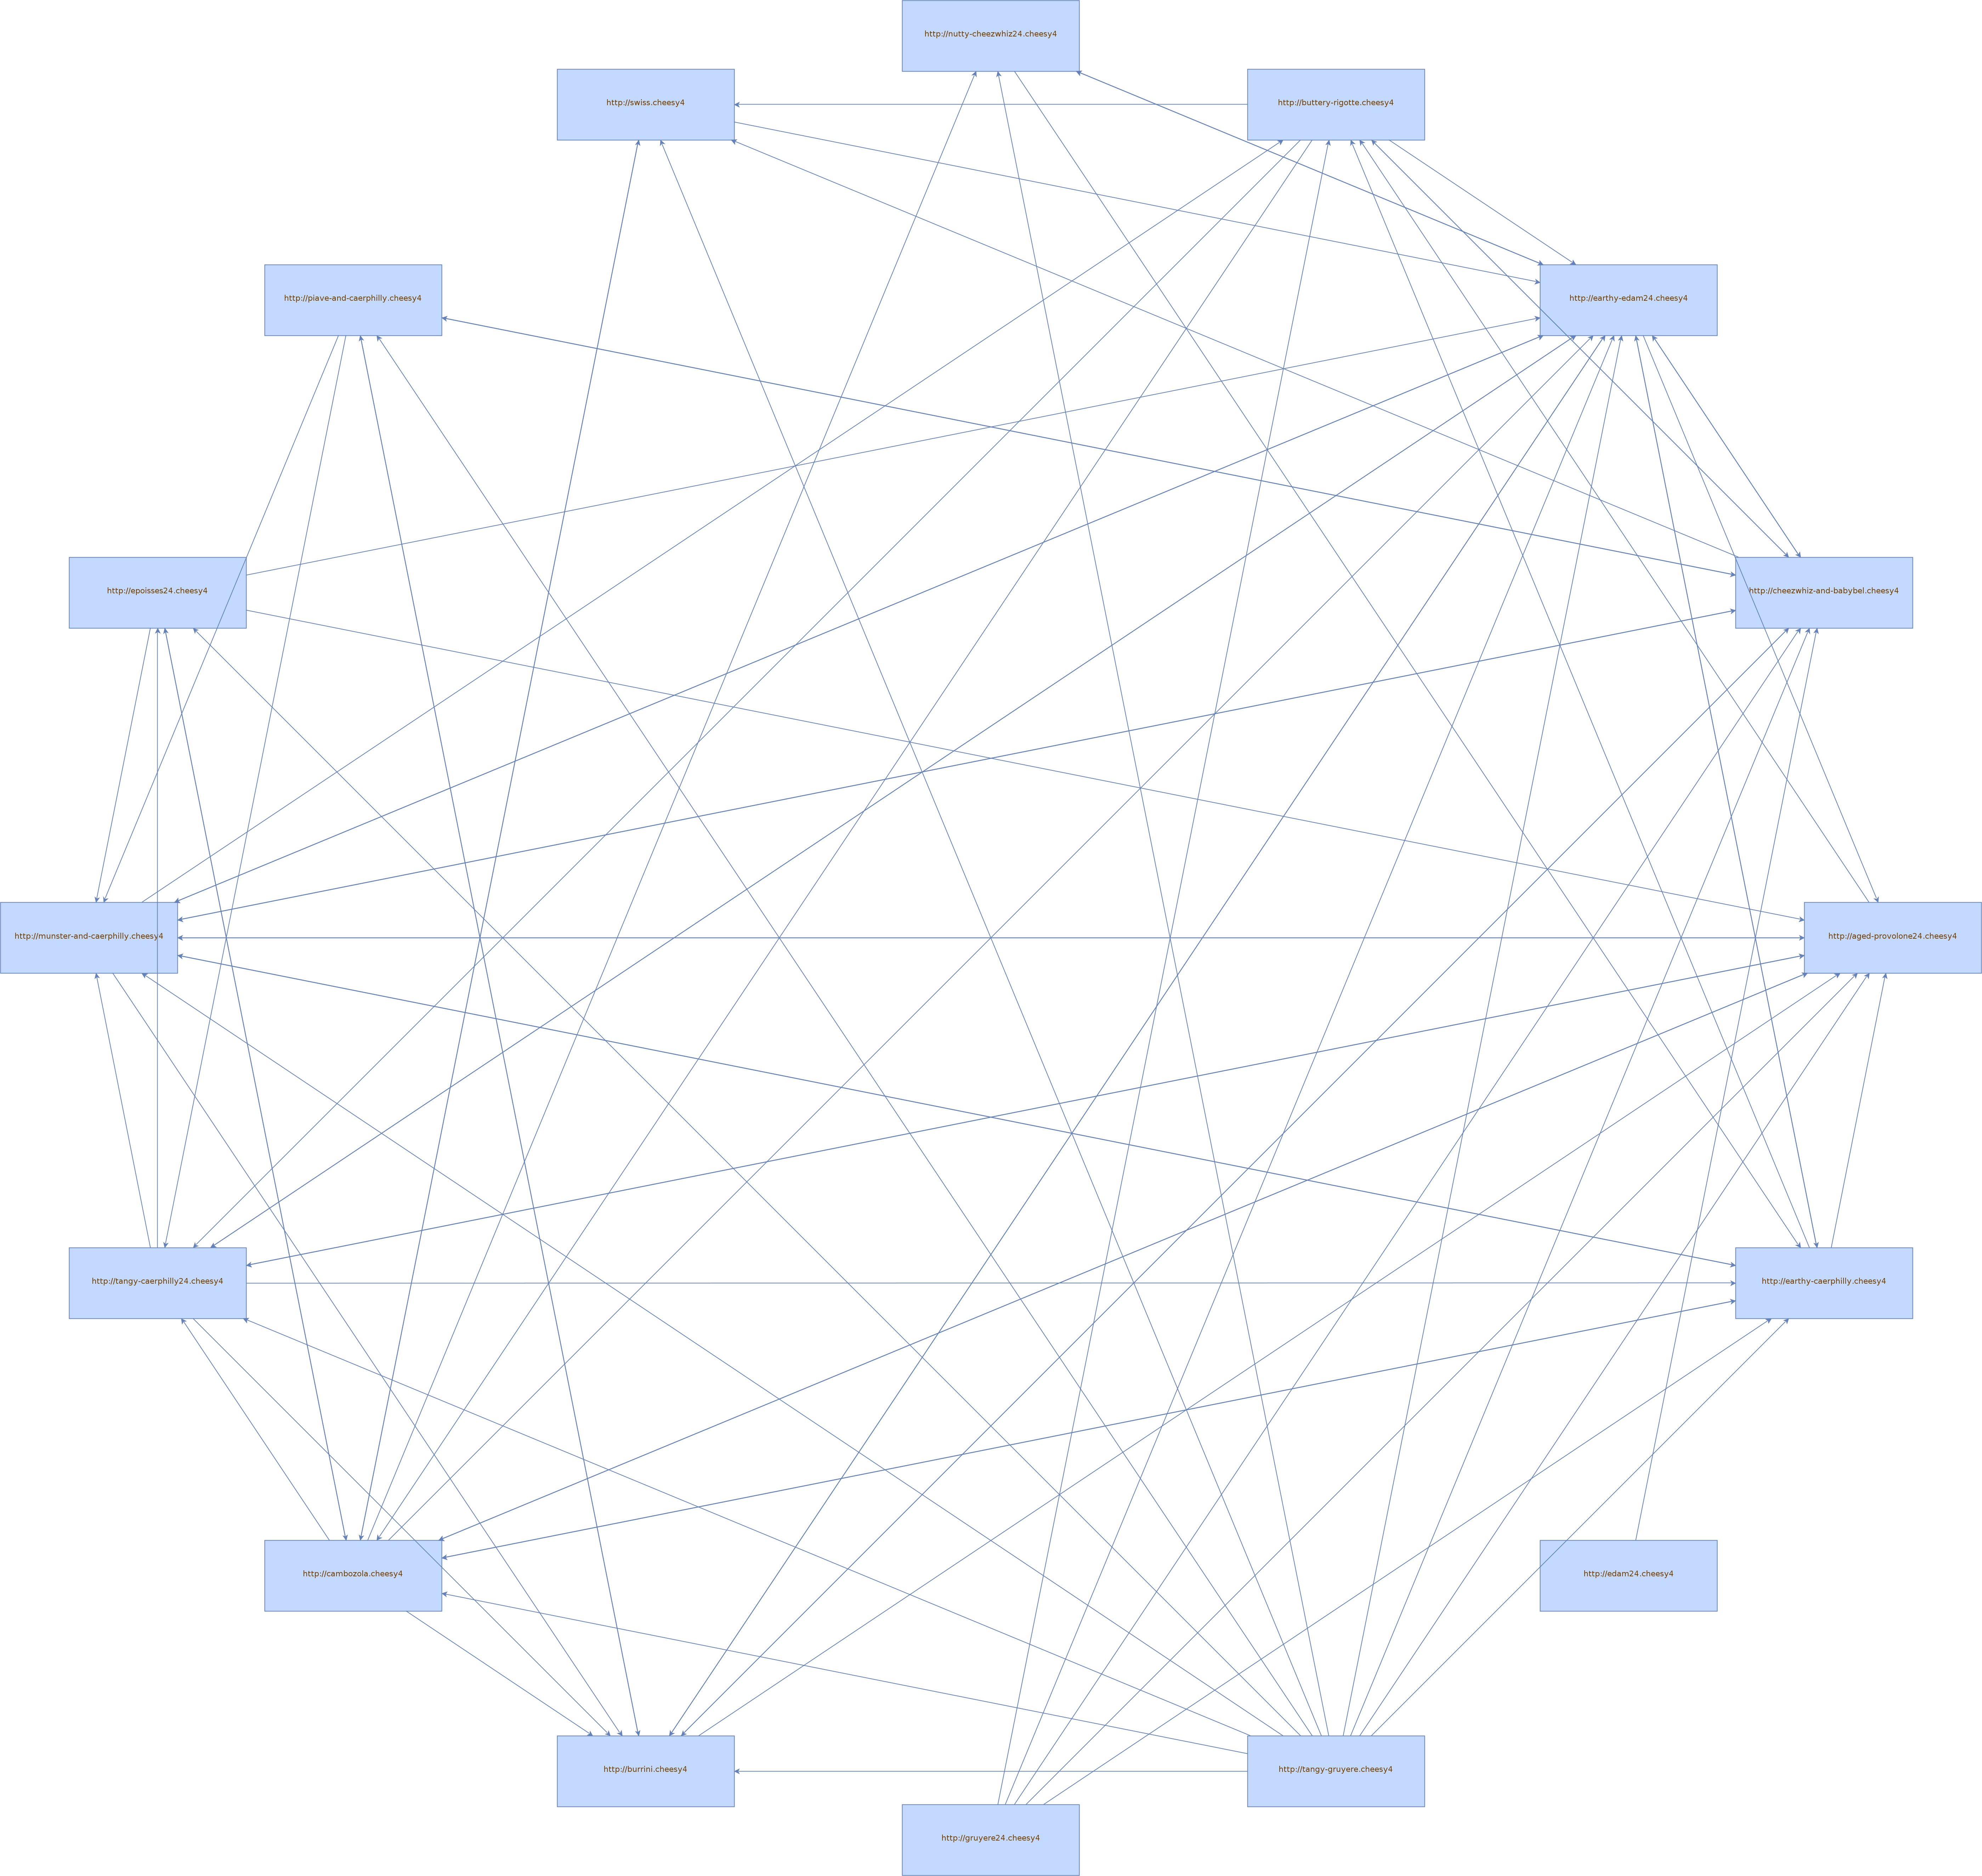 http://nutty-cheezwhiz24.cheesy4
http://swiss.cheesy4
http://buttery-rigotte.cheesy4
http://piave-and-caerphilly.cheesy4
http://earthy-edam24.cheesy4
http://epoisses24.cheesy4
http://cheezwhiz-and-babybel.cheesy4
http://munster-and-caerphilly.cheesy4
http://aged-provolone24.cheesy4
http://tangy-caerphilly24.cheesy4
http://earthy-caerphilly.cheesy4
http://cambozola.cheesy4
http://edam24.cheesy4
http://burrini.cheesy4
http://tangy-gruyere.cheesy4
http://gruyere24.cheesy4